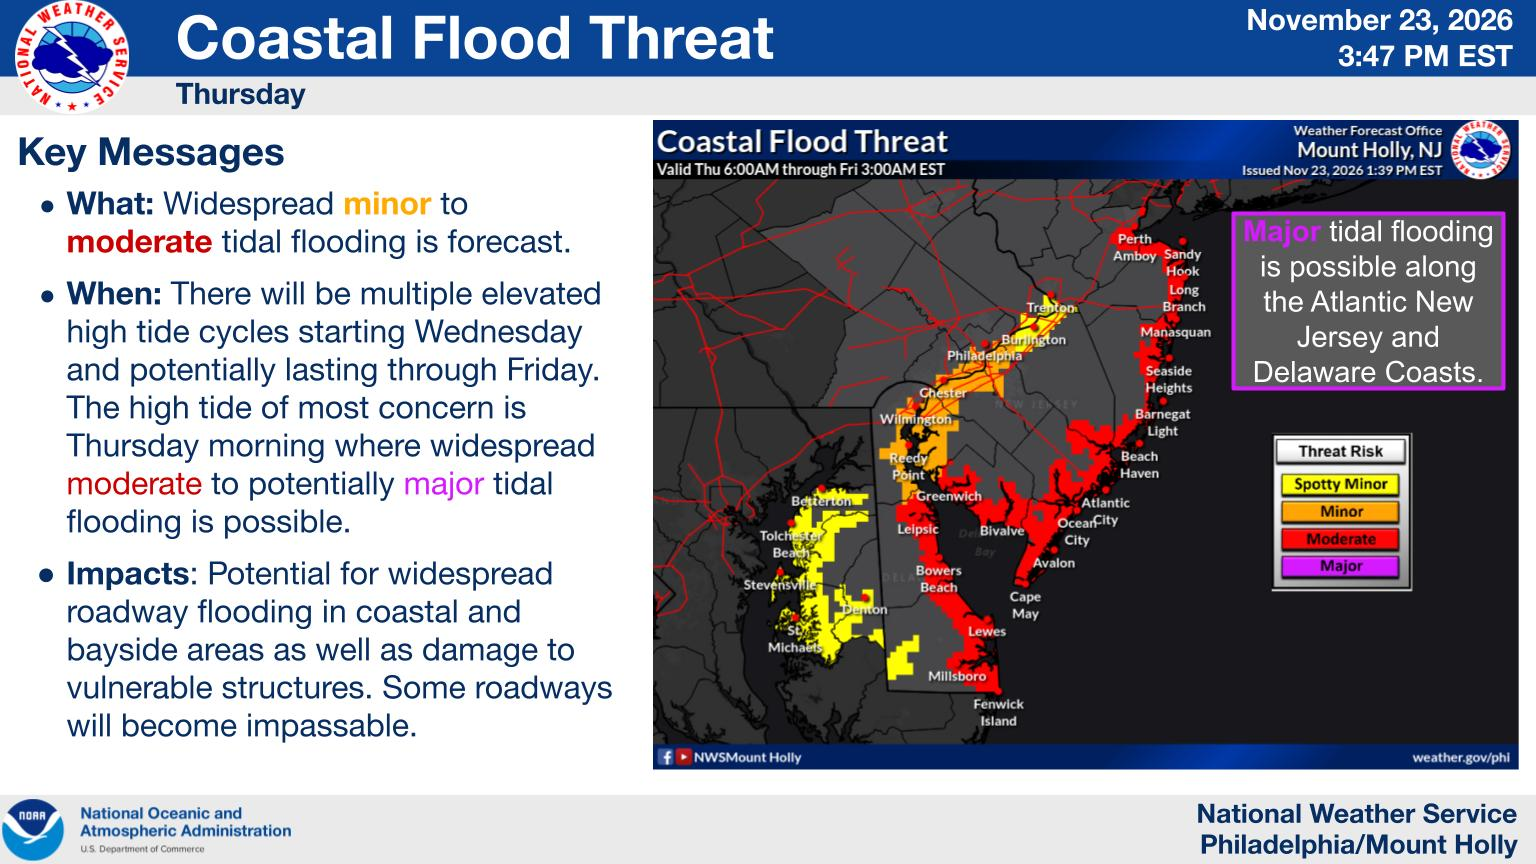 NATIONAL WEATHER SERVICE
Coastal Flood Threat
November 23, 2026
3:47 PM EST
Thursday
Key Messages
• What: Widespread minor to
moderate tidal flooding is forecast.
• When: There will be multiple elevated
high tide cycles starting Wednesday
and potentially lasting through Friday.
The high tide of most concern is
Thursday morning where widespread
moderate to potentially major tidal
flooding is possible.
• Impacts: Potential for widespread
roadway flooding in coastal and
bayside areas as well as damage to
vulnerable structures. Some roadways
will become impassable.
Coastal Flood Threat
Valid Thu 6:00AM through Fri 3:00AM EST
Weather Forecast Office
Mount Holly, NJ
Issued Nov 23, 2026 1:39 PM EST
Major tidal flooding
is possible along
the Atlantic New
Jersey and
Delaware Coasts.
Perth
Amboy
Sandy
Hook
Long
Branch
Trenton
Manasquan
Burlington
Philadelphia
Seaside
Heights
Chester
NEW JERSEY
Wilmington
Barnegat
Light
Reedy
Point
Beach
Haven
Greenwich
Betterton
Atlantic
City
Leipsic
Bivalve
Ocean
City
Tolchester
Beach
Bay
Avalon
Bowers
Beach
Stevensville
Cape
May
Denton
St.
Michaels
Lewes
Millsboro
Fenwick
Island
Threat Risk
Spotty Minor
Minor
Moderate
Major
NWSMount Holly
weather.gov/phi
NOAA
National Oceanic and
Atmospheric Administration
U.S. Department of Commerce
National Weather Service
Philadelphia/Mount Holly